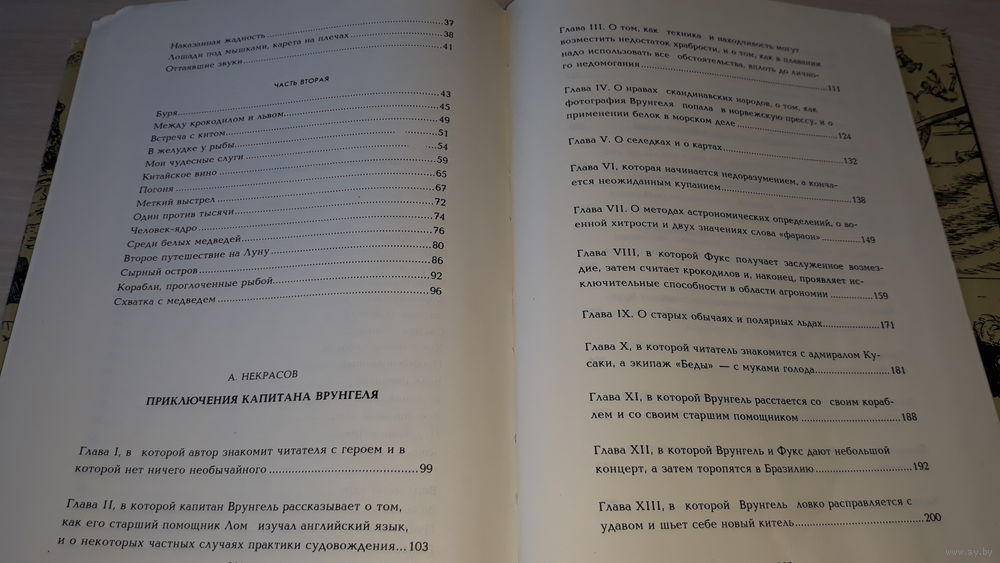 Наказанная жадность ........ 37
Лошади под мышками, карета на плечах ........ 38
Оттаявшие звуки ........ 41
ЧАСТЬ ВТОРАЯ
Буря ........ 43
Между крокодилом и львом ........ 45
Встреча с китом ........ 49
В желудке у рыбы ........ 51
Мои чудесные слуги ........ 54
Китайское вино ........ 59
Погоня ........ 65
Меткий выстрел ........ 67
Один против тысячи ........ 72
Человек-ядро ........ 74
Среди белых медведей ........ 76
Второе путешествие на Луну ........ 80
Сырный остров ........ 86
Корабли, проглоченные рыбой ........ 92
Схватка с медведем ........ 96
А. НЕКРАСОВ
ПРИКЛЮЧЕНИЯ КАПИТАНА ВРУНГЕЛЯ
Глава I, в которой автор знакомит читателя с героем и в
которой нет ничего необычайного ........ 99
Глава II, в которой капитан Врунгель рассказывает о том,
как его старший помощник Лом изучал английский язык,
и о некоторых частных случаях практики судовождения... 103
Глава III. О том, как техника и находчивость могут
возместить недостаток храбрости, и о том, как в плавании
надо использовать все обстоятельства, вплоть до лично-
го недомогания ........ 111
Глава IV. О нравах скандинавских народов, о том, как
фотография Врунгеля попала в норвежскую прессу, и о
применении белок в морском деле ........ 124
Глава V. О селедках и о картах ........ 132
Глава VI, которая начинается недоразумением, а конча-
ется неожиданным купанием ........ 138
Глава VII. О методах астрономических определений, о во-
енной хитрости и двух значениях слова «фараон» ........ 149
Глава VIII, в которой Фукс получает заслуженное возмез-
дие, затем считает крокодилов и, наконец, проявляет ис-
ключительные способности в области агрономии ........ 159
Глава IX. О старых обычаях и полярных льдах ........ 171
Глава X, в которой читатель знакомится с адмиралом Ку-
саки, а экипаж «Беды» — с муками голода ........ 181
Глава XI, в которой Врунгель расстается со своим кораб-
лем и со своим старшим помощником ........ 188
Глава XII, в которой Врунгель и Фукс дают небольшой
концерт, а затем торопятся в Бразилию ........ 192
Глава XIII, в которой Врунгель ловко расправляется с
удавом и шьет себе новый китель ........ 200
www.ay.by